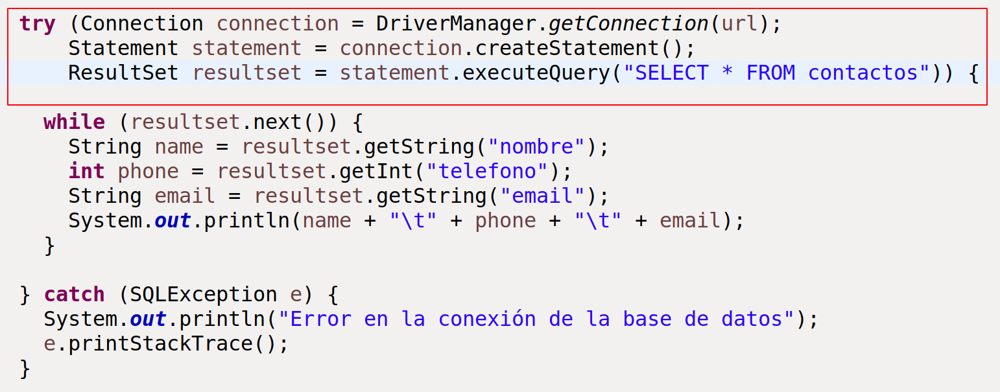 try (Connection connection = DriverManager.getConnection(url);
    Statement statement = connection.createStatement();
    ResultSet resultset = statement.executeQuery("SELECT * FROM contactos")) {
  while (resultset.next()) {
    String name = resultset.getString("nombre");
    int phone = resultset.getInt("telefono");
    String email = resultset.getString("email");
    System.out.println(name + "\t" + phone + "\t" + email);
  }
} catch (SQLException e) {
  System.out.println("Error en la conexión de la base de datos");
  e.printStackTrace();
}